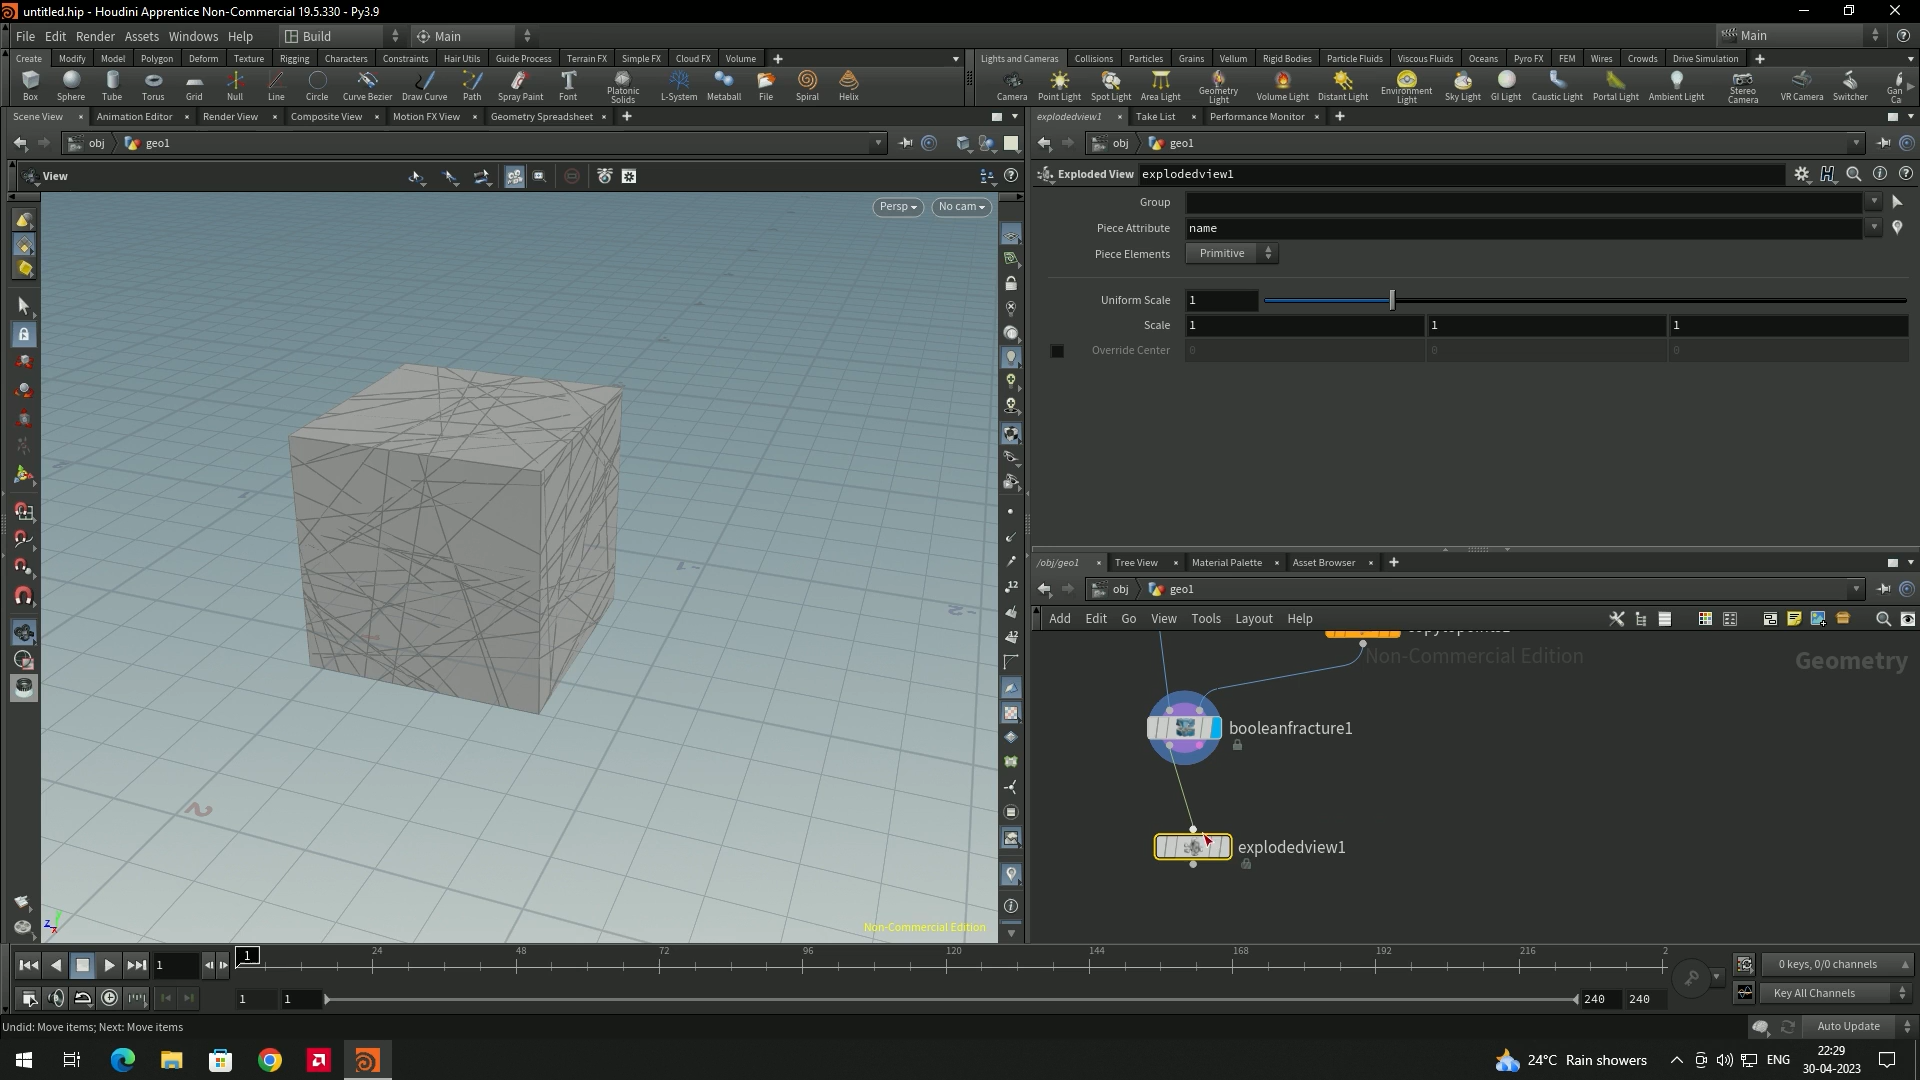 untitled.hip - Houdini Apprentice Non-Commercial 19.5.330 - Py3.9
File Edit Render Assets Windows Help Build Main Main
Create Modify Model Polygon Deform Texture Rigging Characters Constraints Hair Utils Guide Process Terrain FX Simple FX Cloud FX Volume
Lights and Cameras Collisions Particles Grains Vellum Rigid Bodies Particle Fluids Viscous Fluids Oceans Pyro FX FEM Wires Crowds Drive Simulation
Box Sphere Tube Torus Grid Null Line Circle Curve Bezier Draw Curve Path Spray Paint Font Platonic Solids L-System Metaball File Spiral Helix
Camera Point Light Spot Light Area Light Geometry Light Volume Light Distant Light Environment Light Sky Light GI Light Caustic Light Portal Light Ambient Light Stereo Camera VR Camera Switcher Gan Ca
Scene View Animation Editor Render View Composite View Motion FX View Geometry Spreadsheet
explodedview1 Take List Performance Monitor
obj geo1
obj geo1
View
Exploded View explodedview1
Persp No cam
Group
Piece Attribute name
Piece Elements Primitive
Uniform Scale 1
Scale 1 1 1
Override Center 0 0 0
/obj/geo1 Tree View Material Palette Asset Browser
obj geo1
Add Edit Go View Tools Layout Help
Non-Commercial Edition
Geometry
booleanfracture1
explodedview1
12
12
-1
-2
2
Non-Commercial Edition
1 1 24 48 72 96 120 144 168 192 216 2
0 keys, 0/0 channels
1 1 240 240
Key All Channels
Undid: Move items; Next: Move items
Auto Update
24°C Rain showers ENG 22:29
30-04-2023